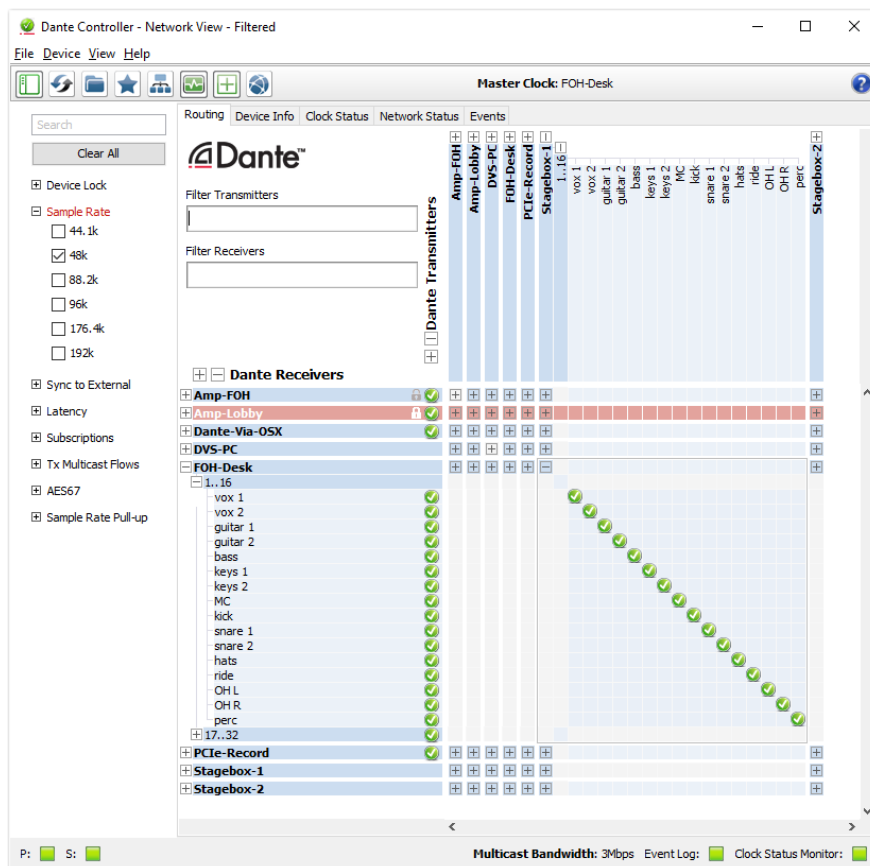 Dante Controller - Network View - Filtered
File Device View Help
Master Clock: FOH-Desk
Search
Clear All
Device Lock
Sample Rate
44.1k
48k
88.2k
96k
176.4k
192k
Sync to External
Latency
Subscriptions
Tx Multicast Flows
AES67
Sample Rate Pull-up
Routing Device Info Clock Status Network Status Events
Dante™
Filter Transmitters
Filter Receivers
Dante Transmitters
Amp-FOH
Amp-Lobby
DVS-PC
FOH-Desk
PCIe-Record
Stagebox-1
1..16
vox 1
vox 2
guitar 1
guitar 2
bass
keys 1
keys 2
MC
kick
snare 1
snare 2
hats
ride
OH L
OH R
perc
Stagebox-2
Dante Receivers
Amp-FOH
Amp-Lobby
Dante-Via-OSX
DVS-PC
FOH-Desk
1..16
vox 1
vox 2
guitar 1
guitar 2
bass
keys 1
keys 2
MC
kick
snare 1
snare 2
hats
ride
OH L
OH R
perc
17..32
PCIe-Record
Stagebox-1
Stagebox-2
P: S: Multicast Bandwidth: 3Mbps Event Log: Clock Status Monitor: